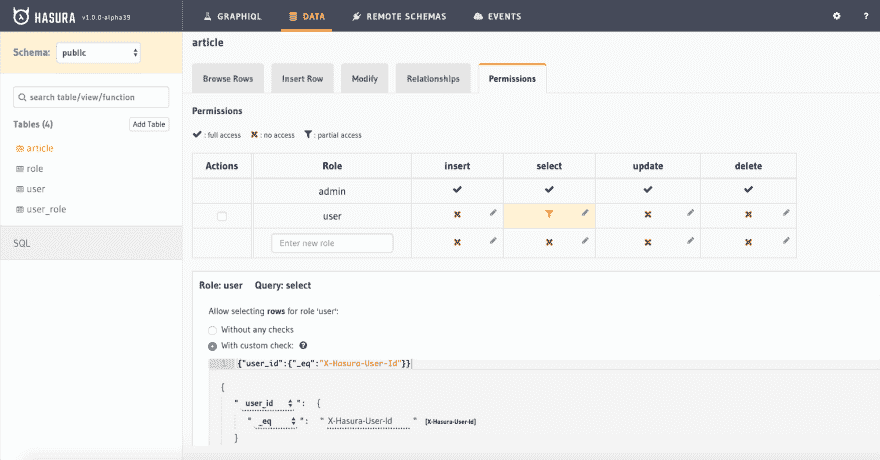 HASURA v1.0.0-alpha39 GRAPHIQL DATA REMOTE SCHEMAS EVENTS ?
Schema: public
search table/view/function
Tables (4) Add Table
article
role
user
user_role
SQL
article
Browse Rows Insert Row Modify Relationships Permissions
Permissions
: full access : no access : partial access
Actions Role insert select update delete
admin
user
Enter new role
Role: user Query: select
Allow selecting rows for role 'user':
Without any checks
With custom check: ?
{"user_id":{"_eq":"X-Hasura-User-Id"}}
{
" user_id " : {
" _eq " : " X-Hasura-User-Id " [X-Hasura-User-Id]
}